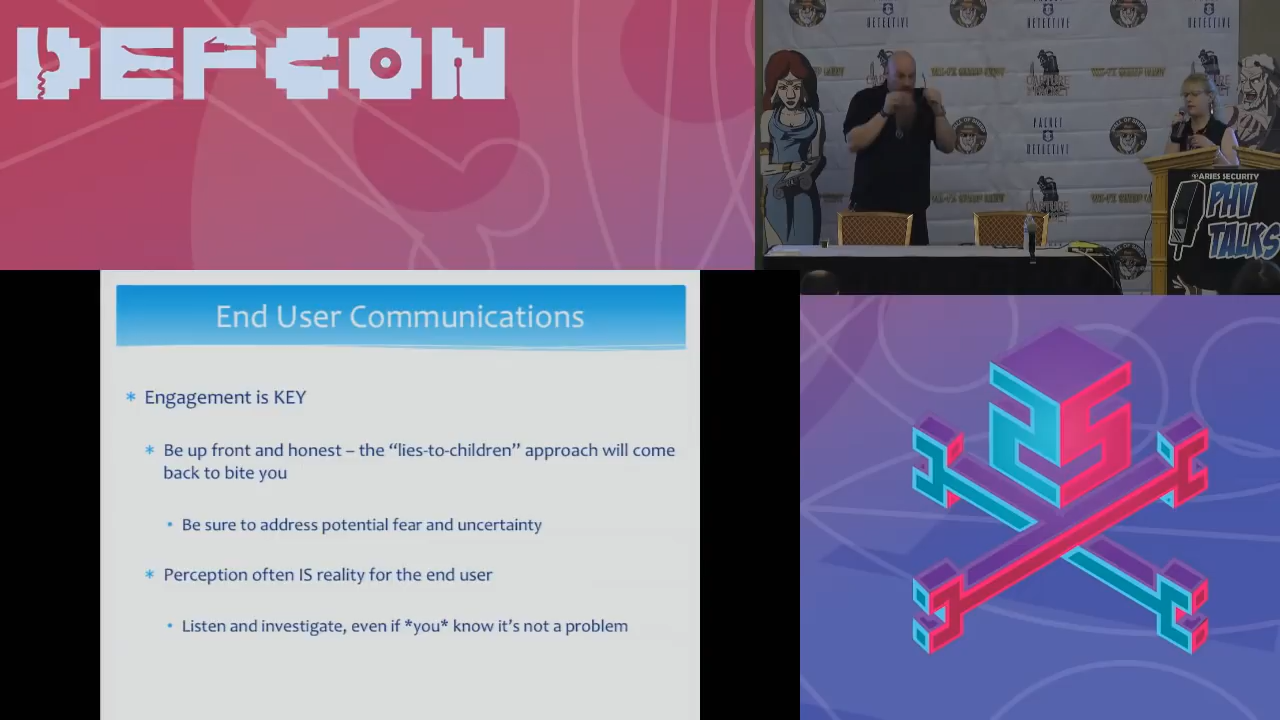 DEFCON
PACKET
DETECTIVE
ARIES SECURITY
PHV
TALKS
End User Communications
* Engagement is KEY
* Be up front and honest – the “lies-to-children” approach will come
back to bite you
• Be sure to address potential fear and uncertainty
* Perception often IS reality for the end user
• Listen and investigate, even if *you* know it’s not a problem
25